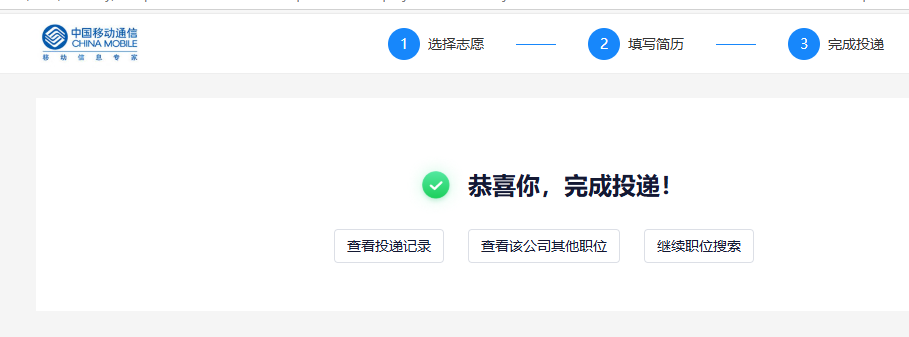 中国移动通信
CHINA MOBILE
移动信息专家
1 选择志愿
2 填写简历
3 完成投递
恭喜你，完成投递！
查看投递记录
查看该公司其他职位
继续职位搜索